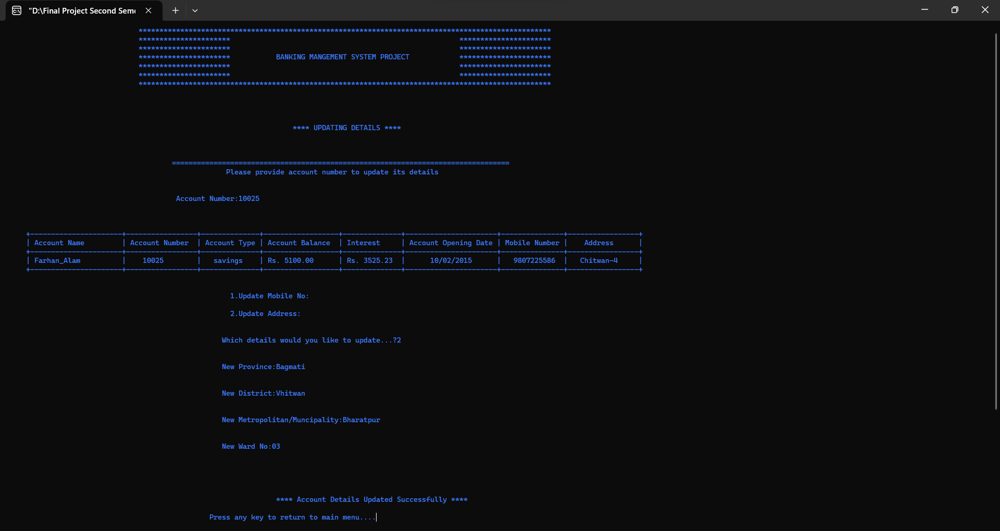 "D:\Final Project Second Seme
*******************************************************************************************
********************** **********************
********************** **********************
********************** BANKING MANGEMENT SYSTEM PROJECT **********************
********************** **********************
********************** **********************
*******************************************************************************************
**** UPDATING DETAILS ****
=================================================================================
Please provide account number to update its details
Account Number:10025
+----------------------+-----------------+--------------+------------------+--------------+----------------------+---------------+-----------------+
| Account Name | Account Number | Account Type | Account Balance | Interest | Account Opening Date | Mobile Number | Address |
+----------------------+-----------------+--------------+------------------+--------------+----------------------+---------------+-----------------+
| Farhan_Alam | 10025 | savings | Rs. 5100.00 | Rs. 3525.23 | 10/02/2015 | 9807225586 | Chitwan-4 |
+----------------------+-----------------+--------------+------------------+--------------+----------------------+---------------+-----------------+
1.Update Mobile No:
2.Update Address:
Which details would you like to update...?2
New Province:Bagmati
New District:Vhitwan
New Metropolitan/Muncipality:Bharatpur
New Ward No:03
**** Account Details Updated Successfully ****
Press any key to return to main menu....